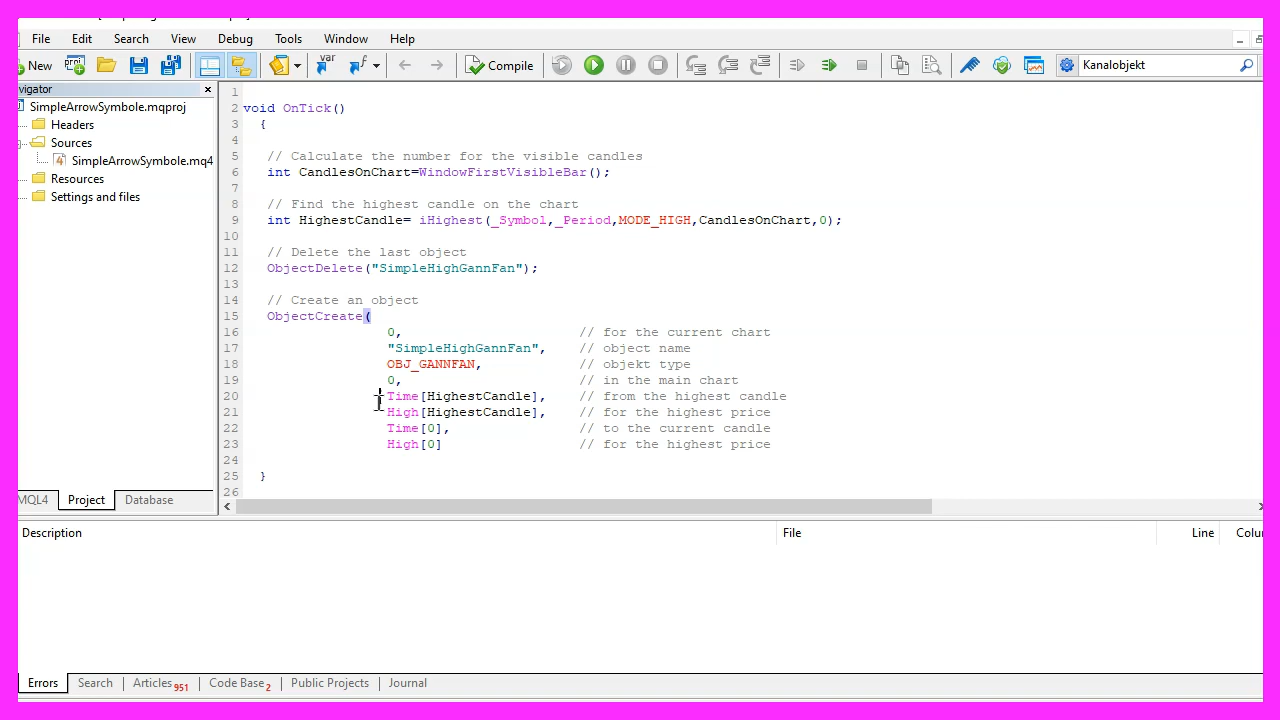 File Edit Search View Debug Tools Window Help
New Compile Kanalobjekt
vigator
SimpleArrowSymbole.mqproj
Headers
Sources
SimpleArrowSymbole.mq4
Resources
Settings and files
MQL4 Project Database
1
2 void OnTick()
3 {
4
5 // Calculate the number for the visible candles
6 int CandlesOnChart=WindowFirstVisibleBar();
7
8 // Find the highest candle on the chart
9 int HighestCandle= iHighest(_Symbol,_Period,MODE_HIGH,CandlesOnChart,0);
10
11 // Delete the last object
12 ObjectDelete("SimpleHighGannFan");
13
14 // Create an object
15 ObjectCreate(
16 0, // for the current chart
17 "SimpleHighGannFan", // object name
18 OBJ_GANNFAN, // objekt type
19 0, // in the main chart
20 Time[HighestCandle], // from the highest candle
21 High[HighestCandle], // for the highest price
22 Time[0], // to the current candle
23 High[0] // for the highest price
24
25 }
26
Description File Line Colu
Errors Search Articles 951 Code Base 2 Public Projects Journal